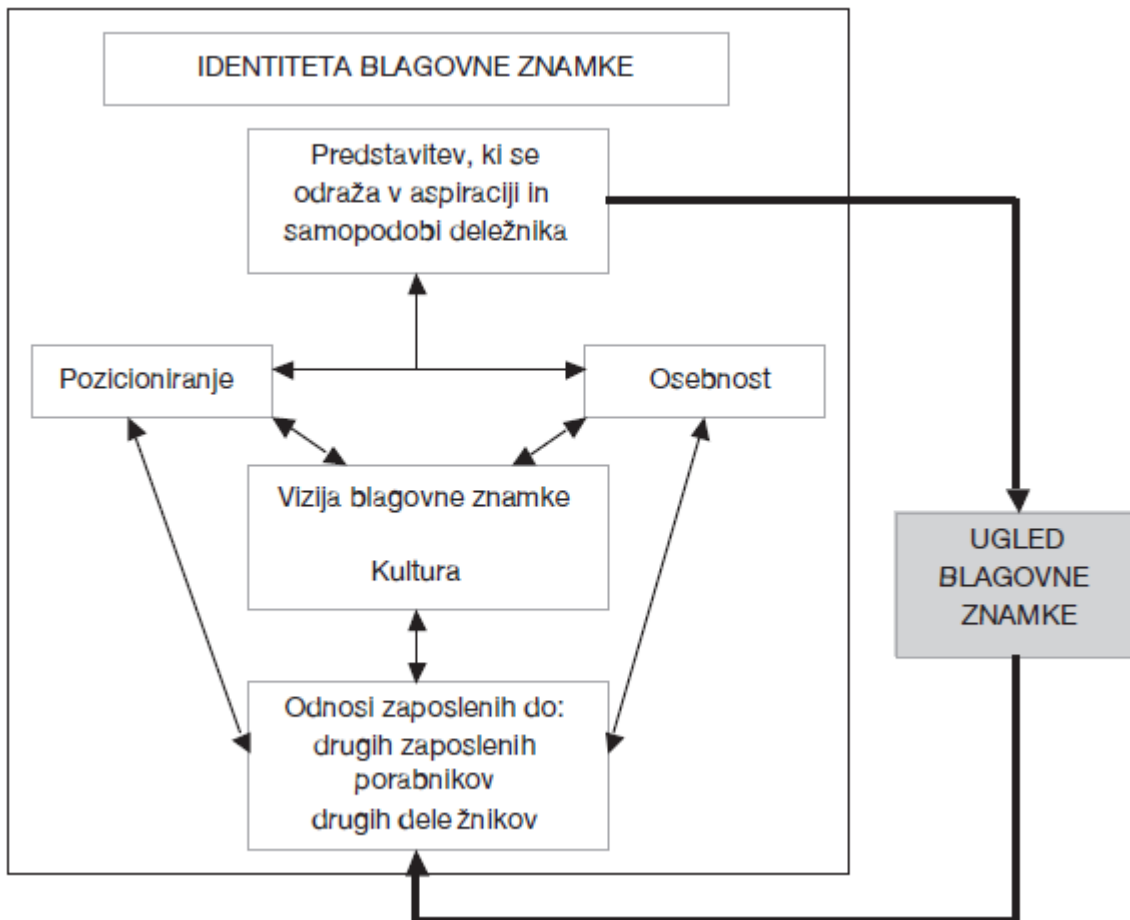 IDENTITETA BLAGOVNE ZNAMKE
Predstavitev, ki se
odraža v aspiraciji in
samopodobi deležnika
Pozicioniranje
Osebnost
Vizija blagovne znamke
Kultura
UGLED
BLAGOVNE
ZNAMKE
Odnosi zaposlenih do:
drugih zaposlenih
porabnikov
drugih deležnikov